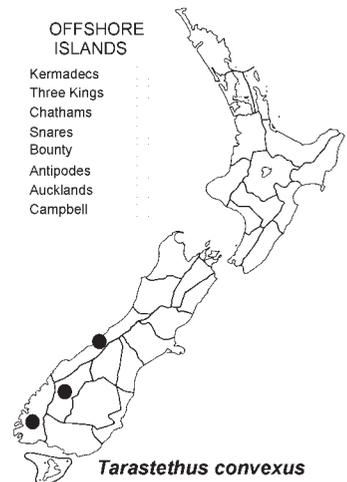 OFFSHORE
ISLANDS
Kermadecs
Three Kings
Chathams
Snares
Bounty
Antipodes
Aucklands
Campbell
Tarastethus convexus